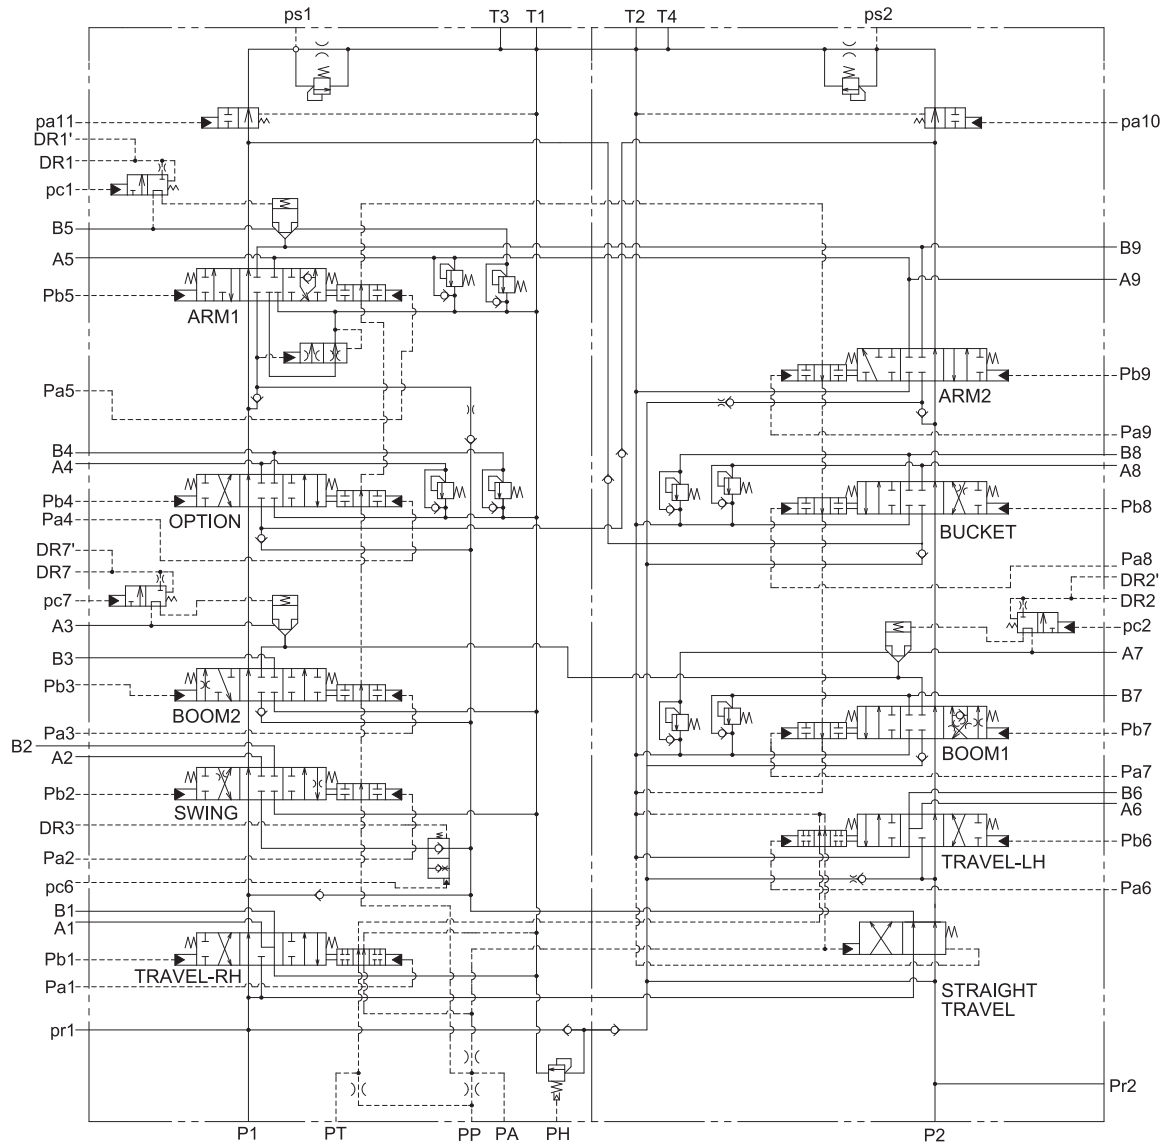 ps1
T3
T1
T2
T4
ps2
pa11
pa10
DR1'
DR1
pc1
B5
B9
A5
A9
Pb5
ARM1
Pb9
ARM2
Pa5
Pa9
B4
B8
A4
A8
Pb4
Pb8
OPTION
BUCKET
Pa4
DR7'
Pa8
DR7
DR2'
pc7
DR2
A3
pc2
B3
A7
Pb3
B7
BOOM2
Pb7
Pa3
BOOM1
B2
A2
Pa7
Pb2
B6
SWING
A6
DR3
Pb6
Pa2
TRAVEL-LH
pc6
Pa6
B1
A1
Pb1
TRAVEL-RH
Pa1
STRAIGHT
TRAVEL
pr1
Pr2
P1
PT
PP
PA
PH
P2